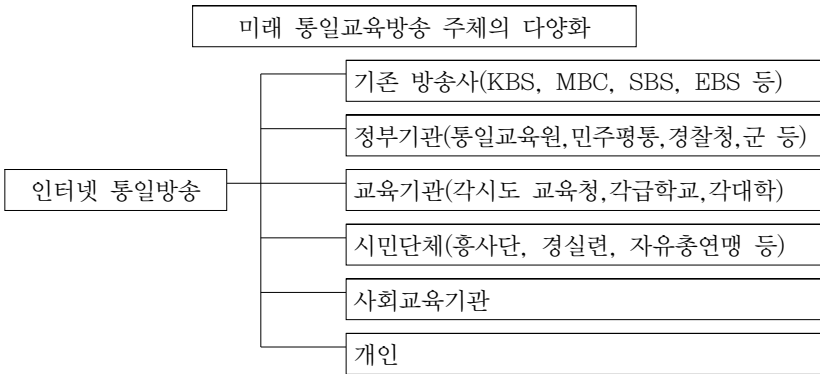 미래 통일교육방송 주체의 다양화
기존 방송사(KBS, MBC, SBS, EBS 등)
정부기관(통일교육원,민주평통,경찰청,군 등)
인터넷 통일방송
교육기관(각시도 교육청,각급학교,각대학)
시민단체(흥사단, 경실련, 자유총연맹 등)
사회교육기관
개인